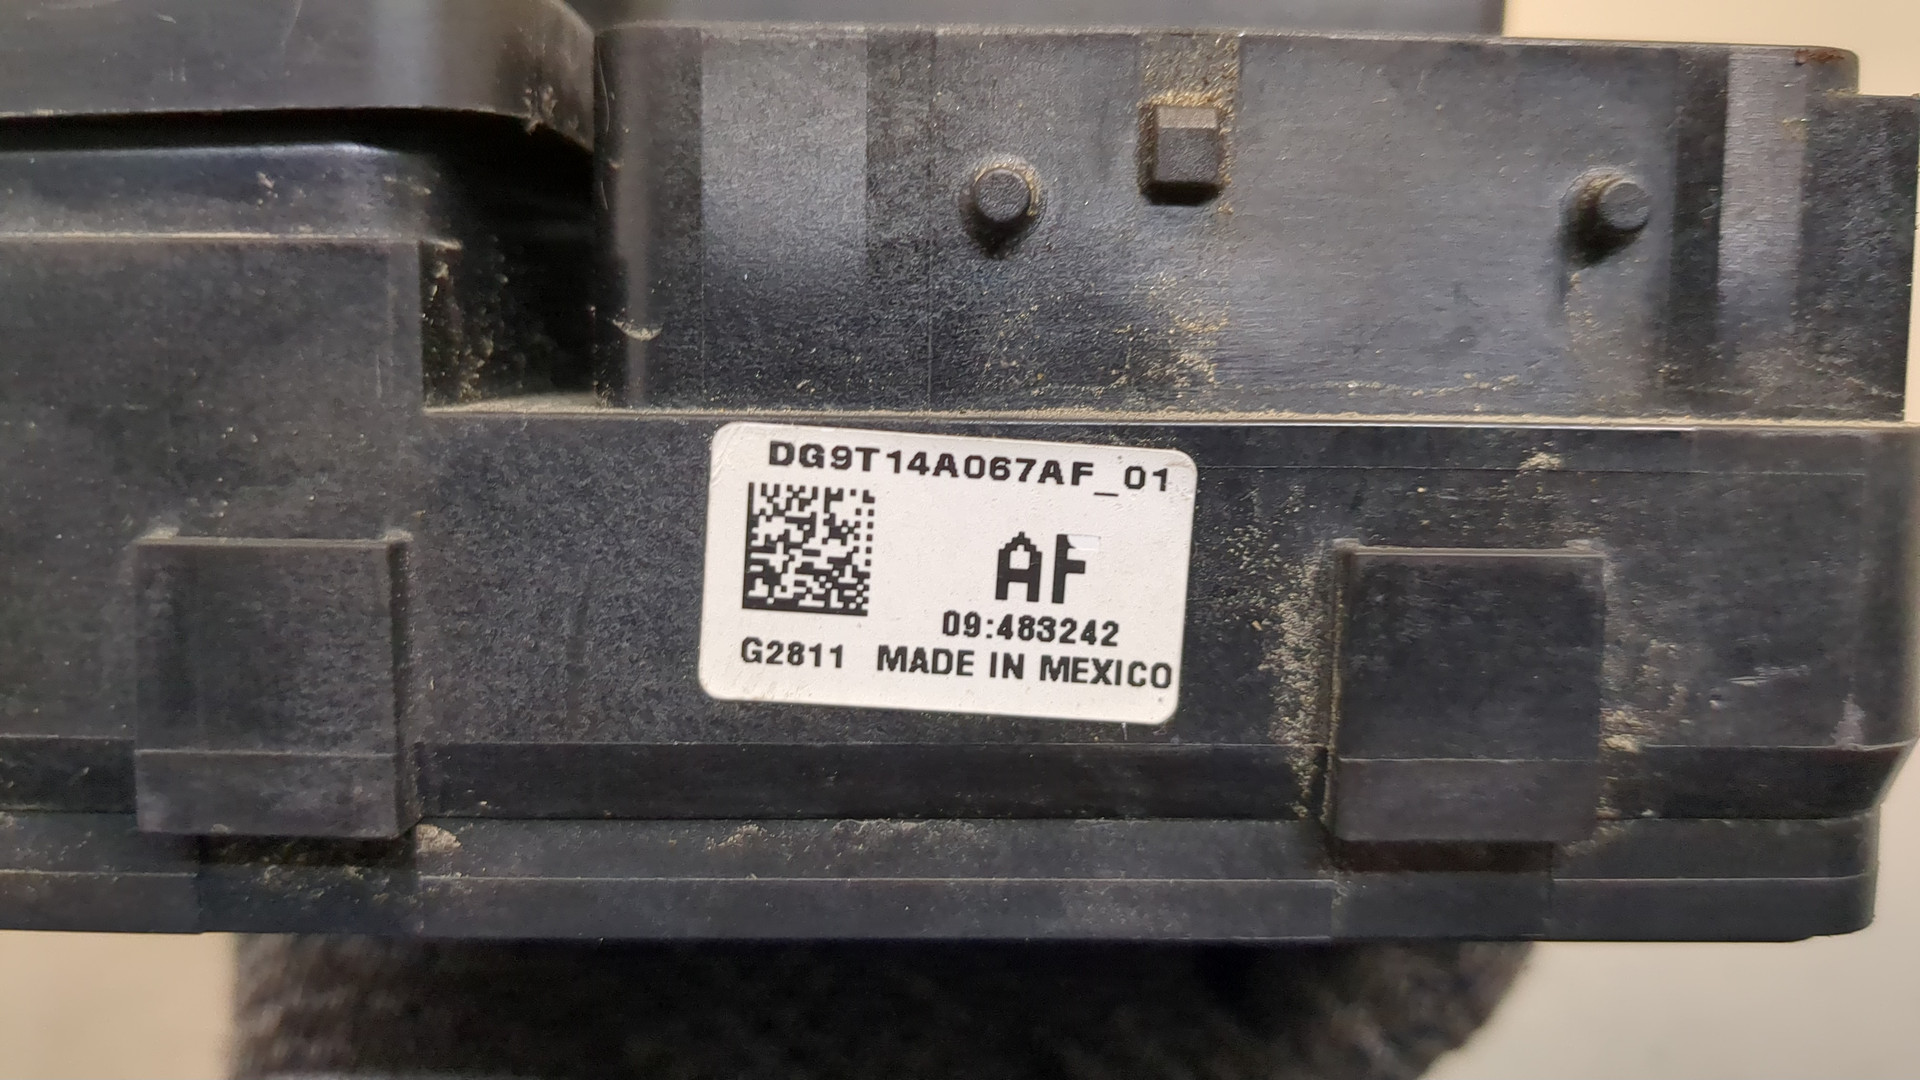 DG9T14A067AF_01
AF
09:483242
G2811 MADE IN MEXICO